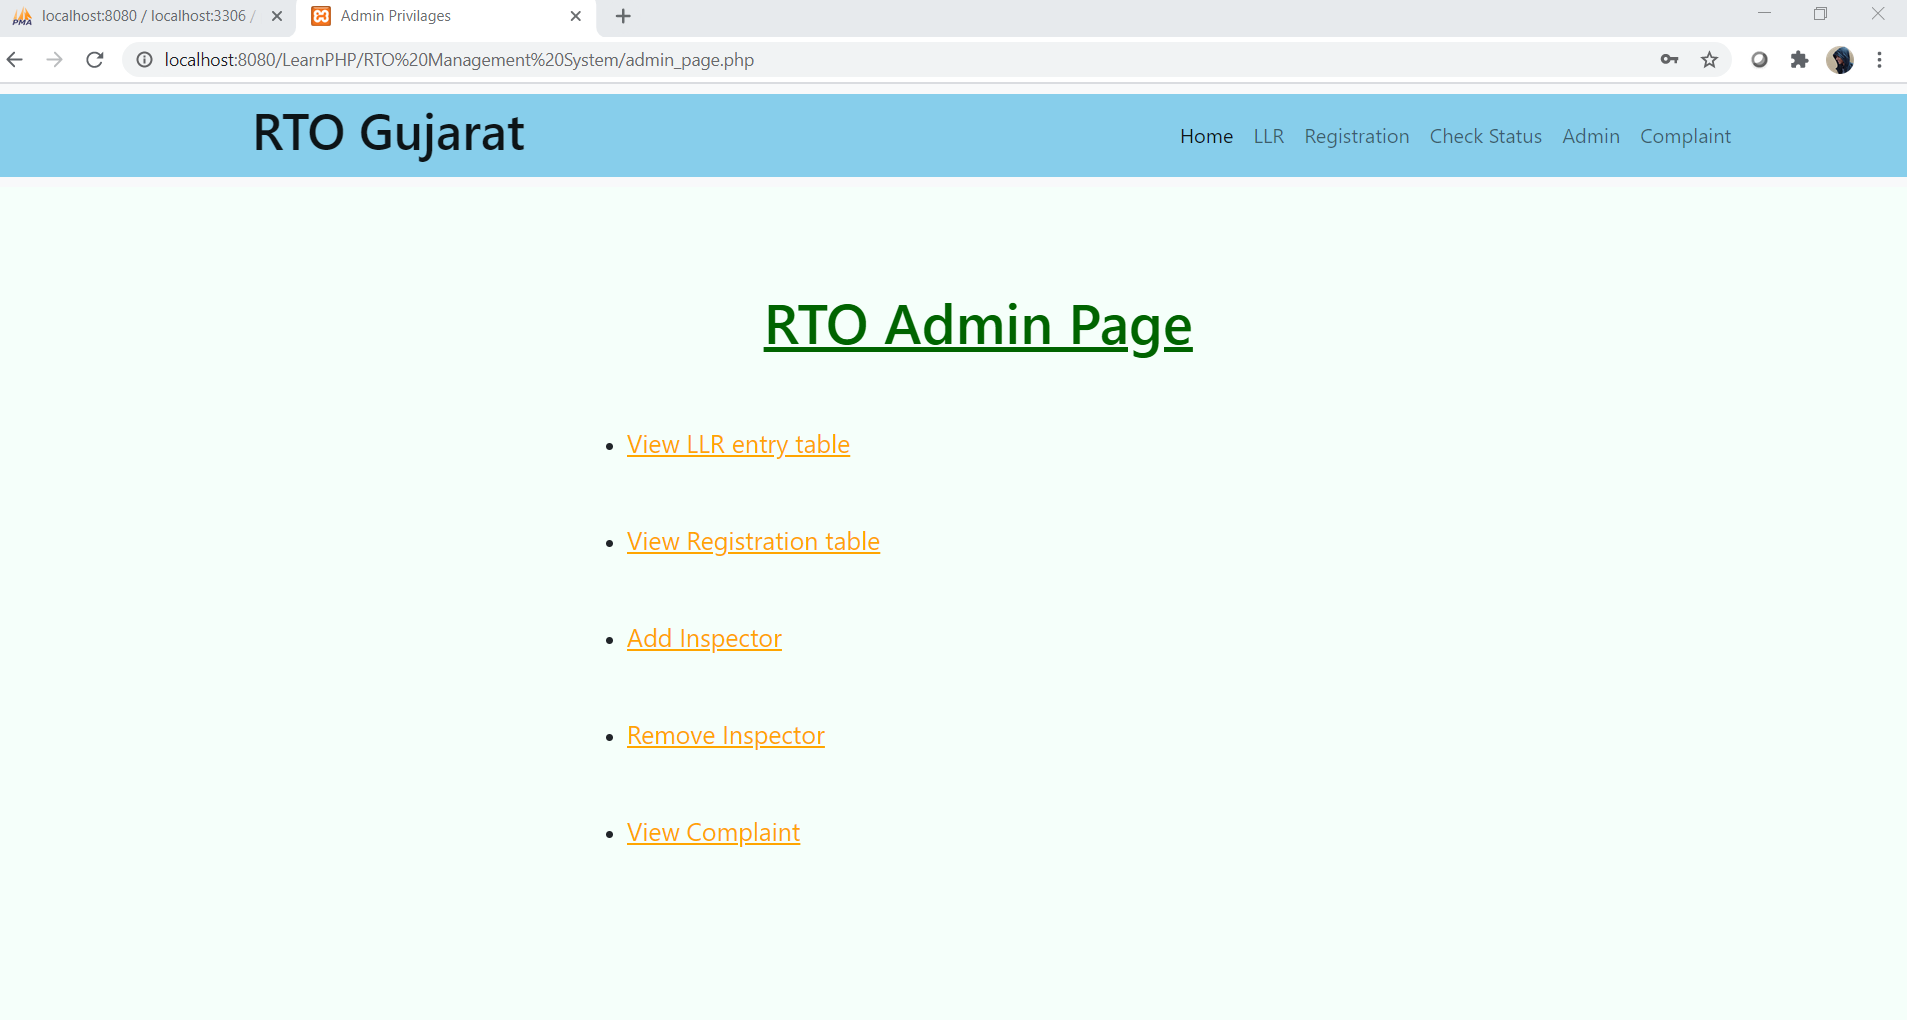 PMA localhost:8080 / localhost:3306 / Admin Privilages
localhost:8080/LearnPHP/RTO%20Management%20System/admin_page.php
RTO Gujarat Home LLR Registration Check Status Admin Complaint
RTO Admin Page
View LLR entry table
View Registration table
Add Inspector
Remove Inspector
View Complaint